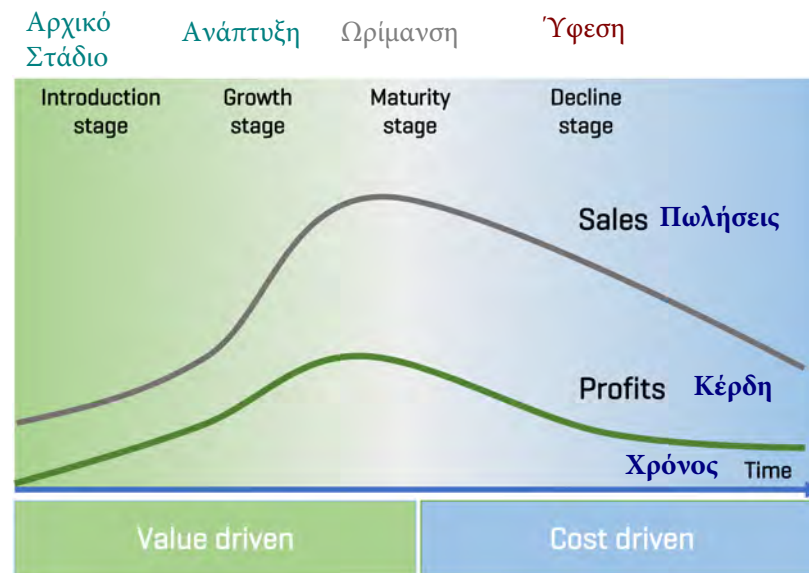 Αρχικό
Στάδιο
Ανάπτυξη
Ωρίμανση
Ύφεση
Introduction
stage
Growth
stage
Maturity
stage
Decline
stage
Sales Πωλήσεις
Profits Κέρδη
Χρόνος Time
Value driven
Cost driven